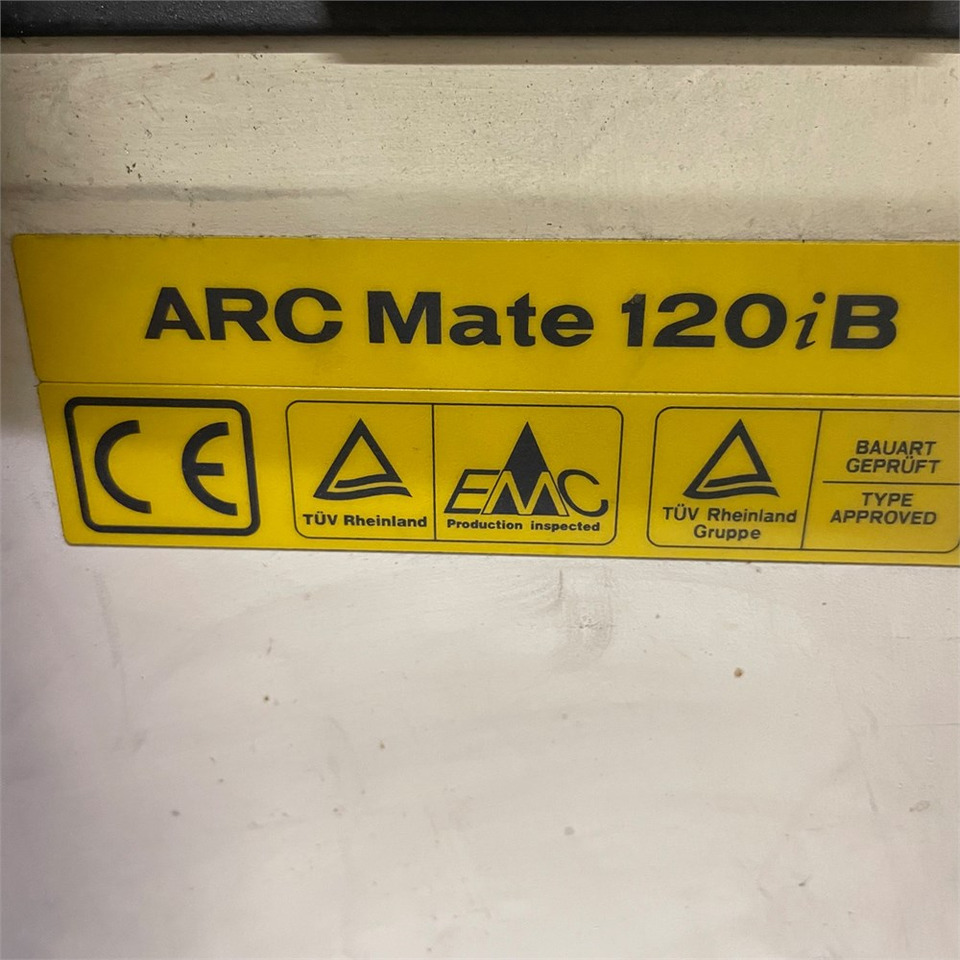 ARC Mate 120iB
CE
TÜV Rheinland
EMC
Production inspected
TÜV Rheinland
Gruppe
BAUART
GEPRÜFT
TYPE
APPROVED